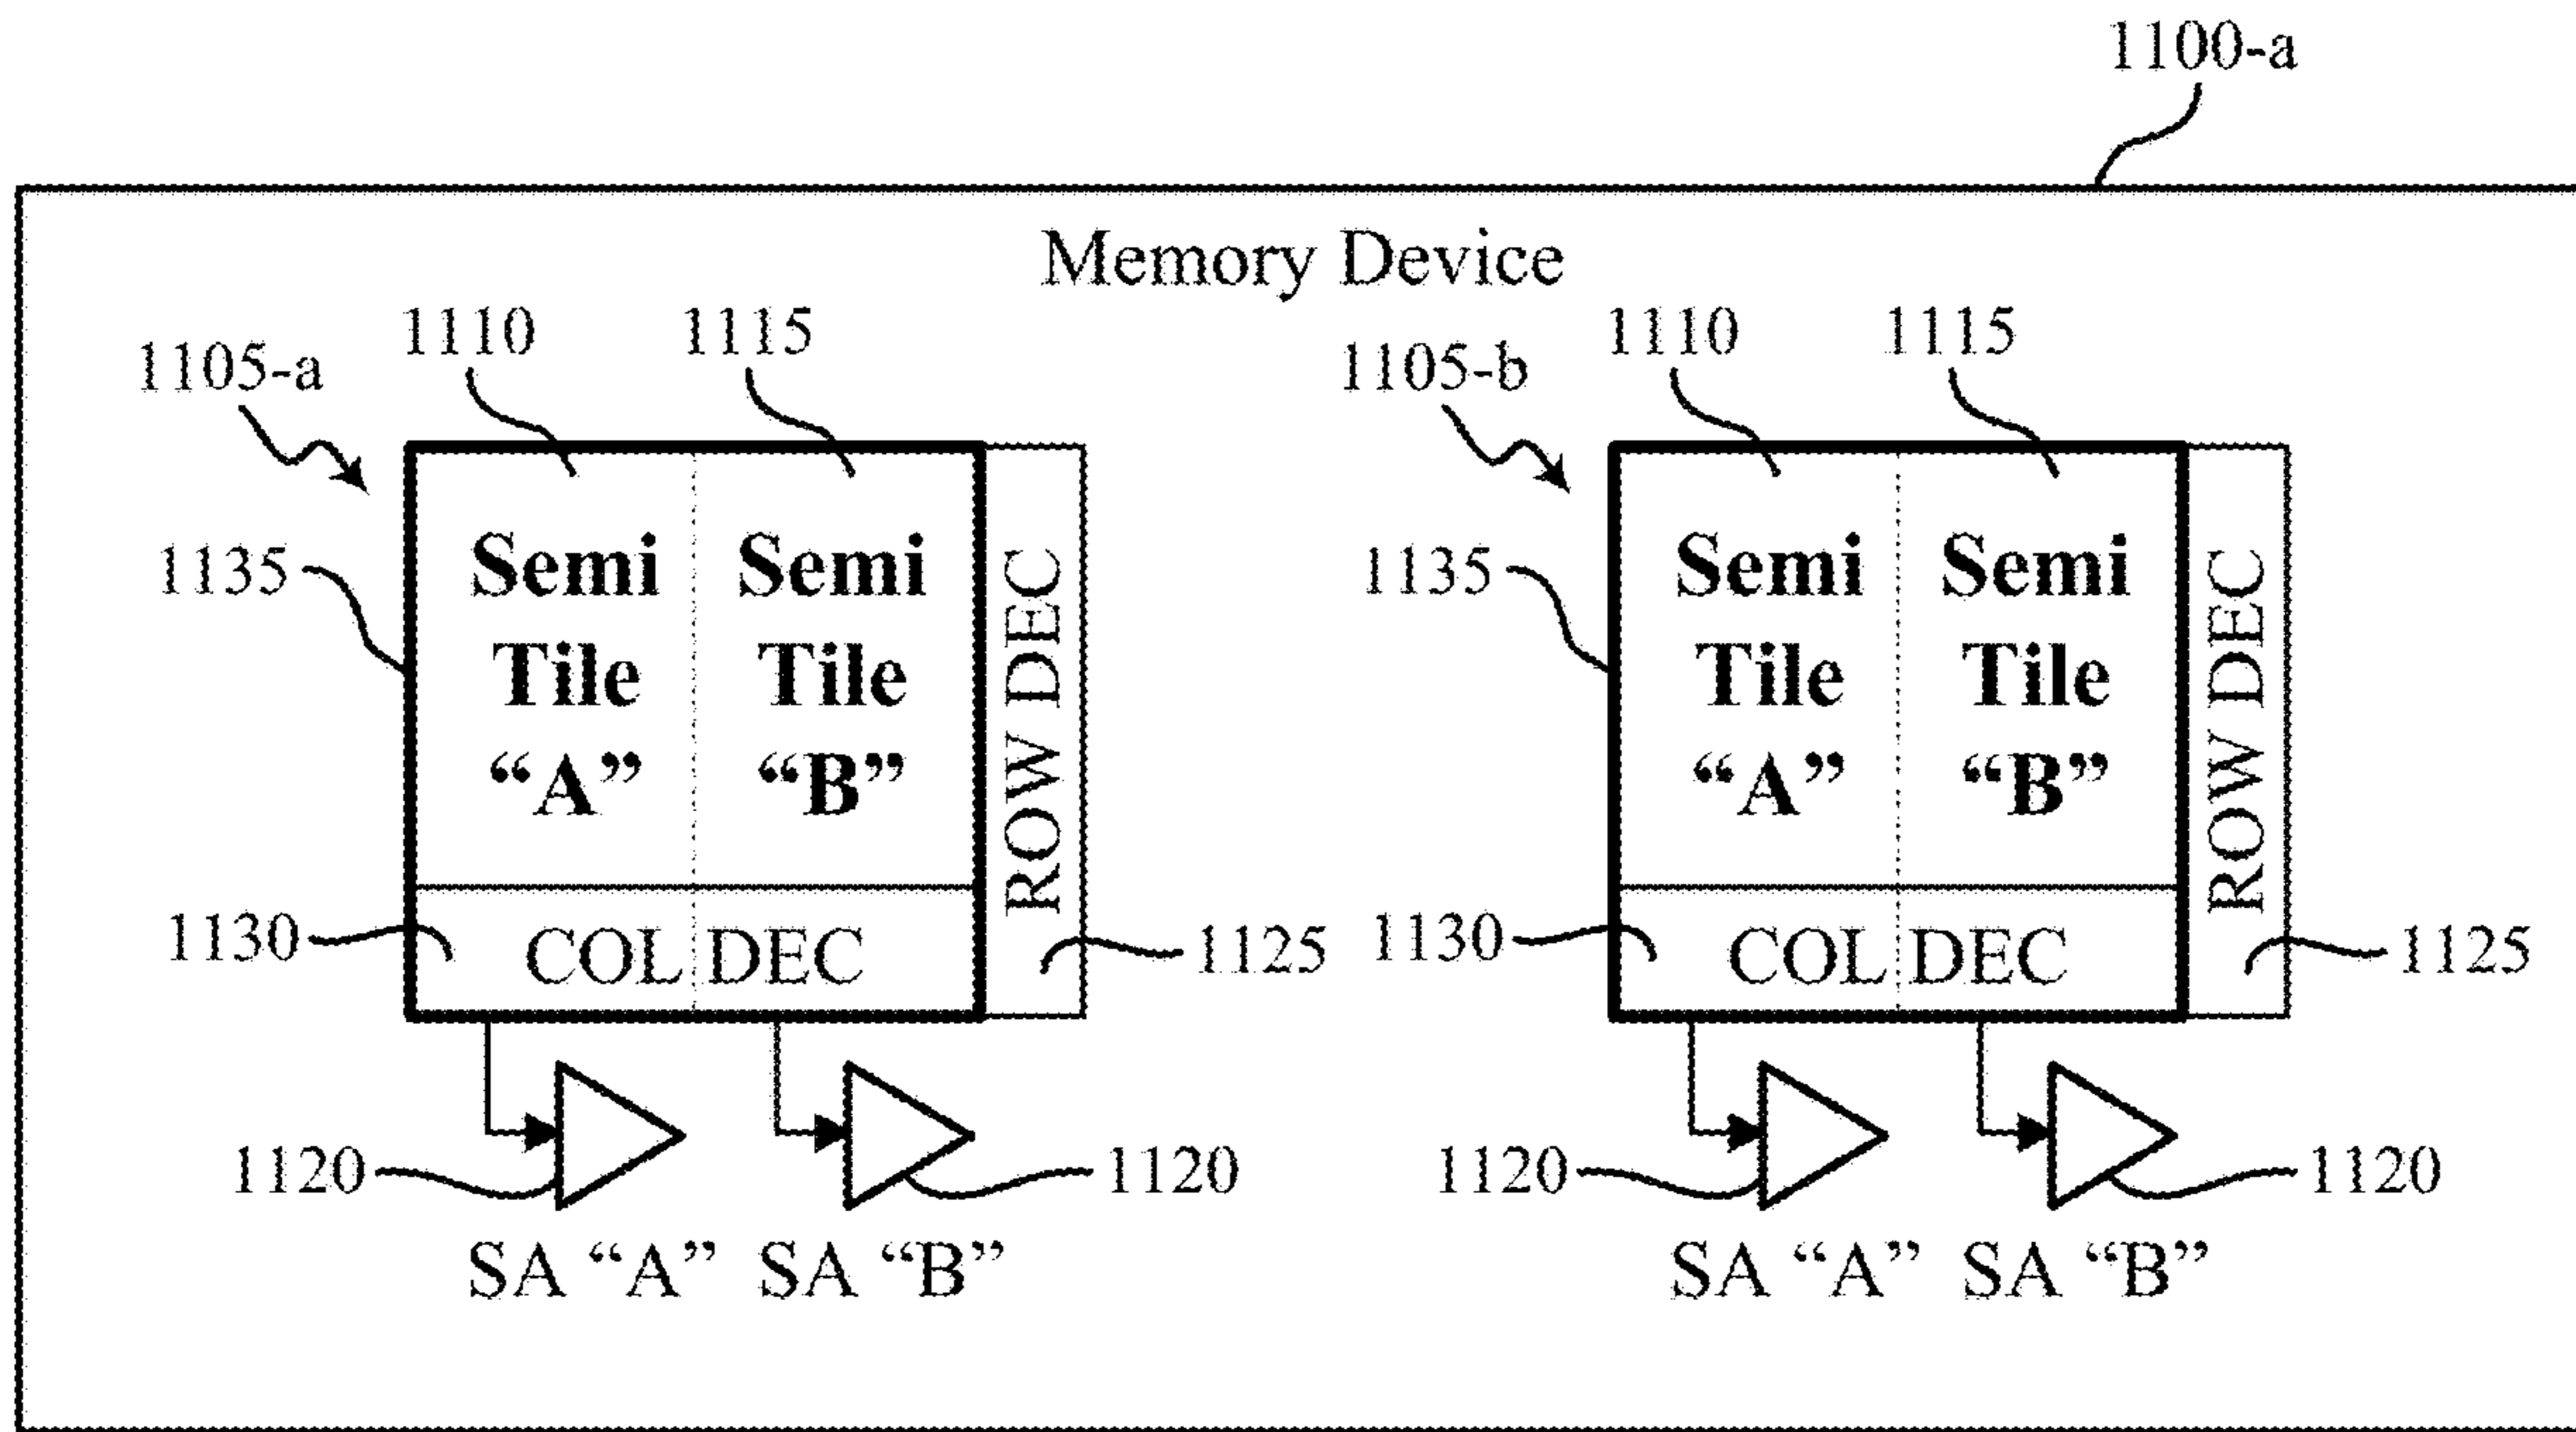 1100-a
Memory Device
1105-a
1110
1115
1135
Semi Tile “A”
Semi Tile “B”
ROW DEC
1130
COL DEC
1125
1120
1120
SA “A”
SA “B”
1105-b
1110
1115
1135
Semi Tile “A”
Semi Tile “B”
ROW DEC
1130
COL DEC
1125
1120
1120
SA “A”
SA “B”